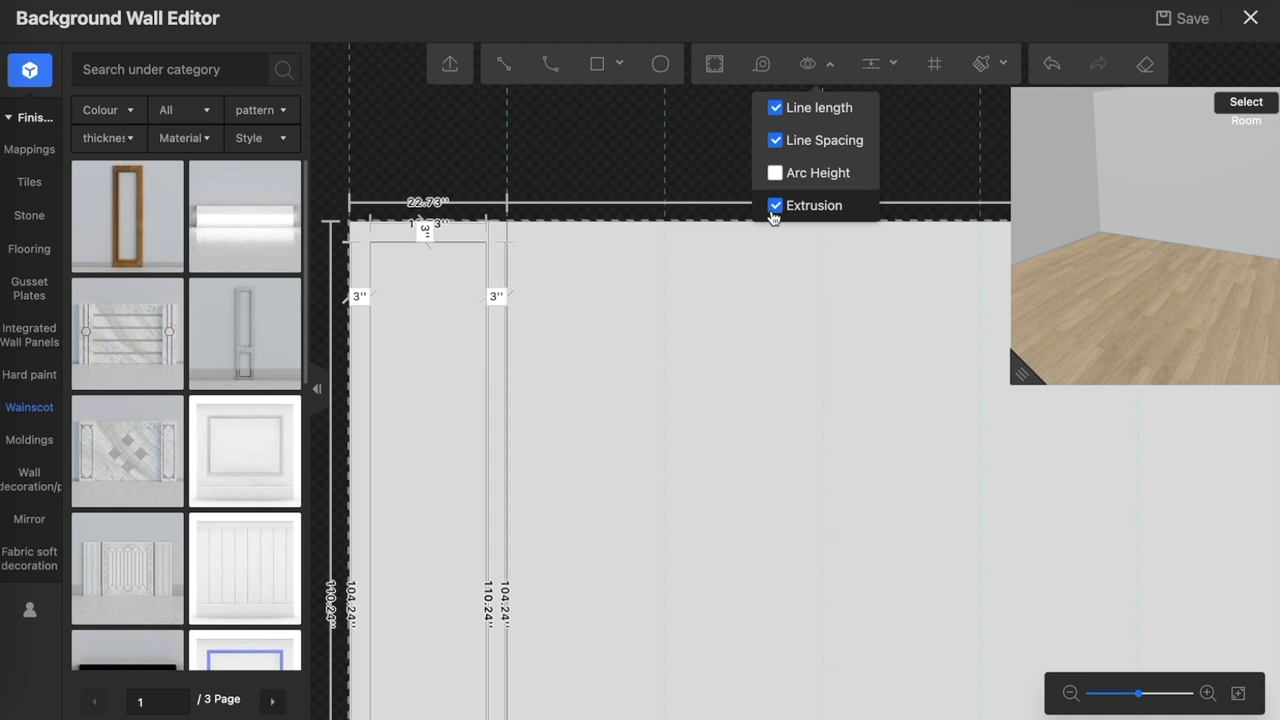 Background Wall Editor
Save
Search under category
Colour
All
pattern
Finis...
thicknes
Material
Style
Mappings
Tiles
Stone
Flooring
Gusset
Plates
Integrated
Wall Panels
Hard paint
Wainscot
Moldings
Wall
decoration/p
Mirror
Fabric soft
decoration
1
/ 3 Page
Line length
Line Spacing
Arc Height
Extrusion
Select
Room
22.73''
3''
3''
3''
110.24''
104.24''
110.24''
104.24''